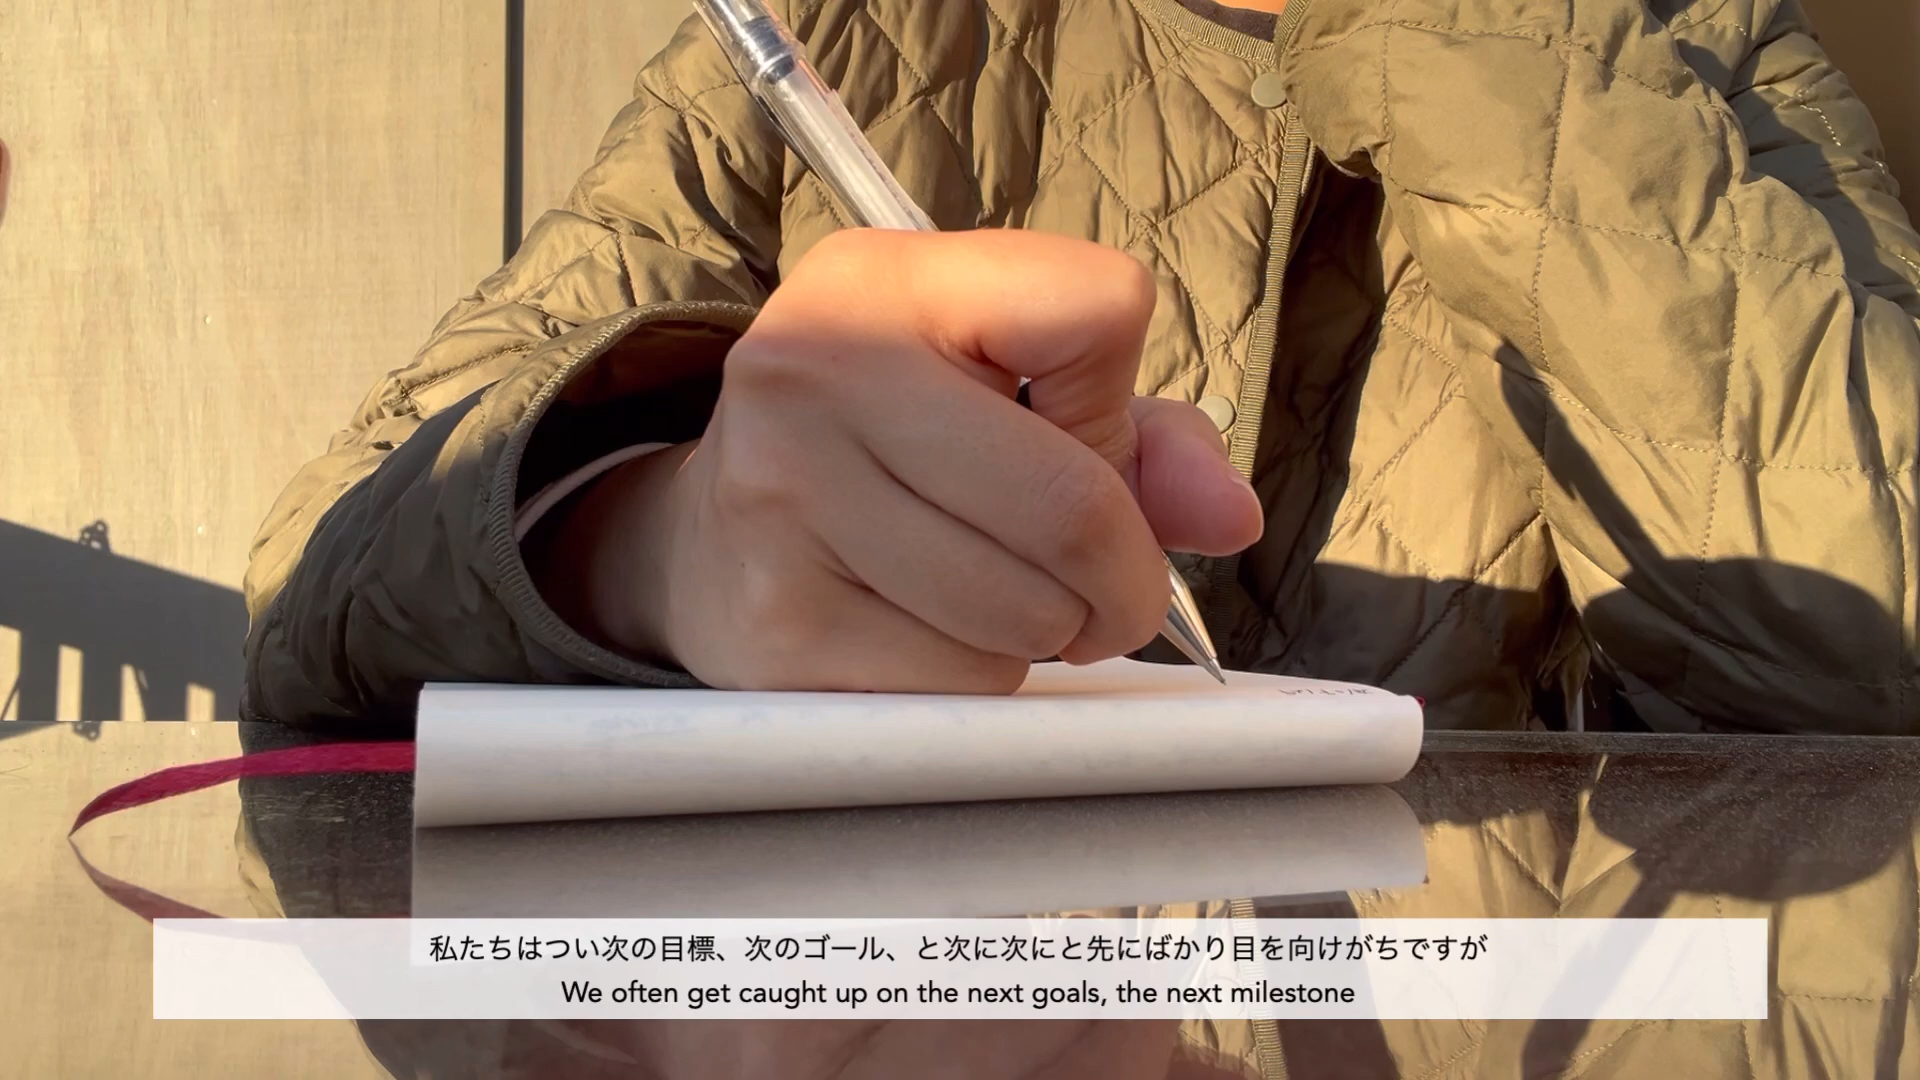 私たちはつい次の目標、次のゴール、と次に次にと先にばかり目を向けがちですが
We often get caught up on the next goals, the next milestone